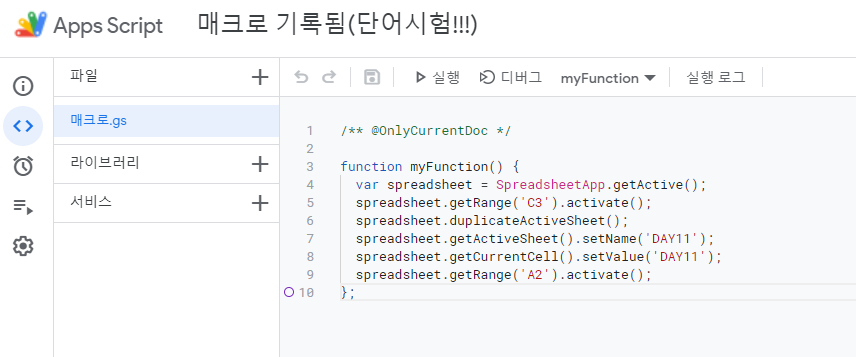 Apps Script 매크로 기록됨(단어시험!!!)
파일
매크로.gs
라이브러리
서비스
실행 디버그 myFunction 실행 로그
1 /** @OnlyCurrentDoc */
2
3 function myFunction() {
4 var spreadsheet = SpreadsheetApp.getActive();
5 spreadsheet.getRange('C3').activate();
6 spreadsheet.duplicateActiveSheet();
7 spreadsheet.getActiveSheet().setName('DAY11');
8 spreadsheet.getCurrentCell().setValue('DAY11');
9 spreadsheet.getRange('A2').activate();
10 };